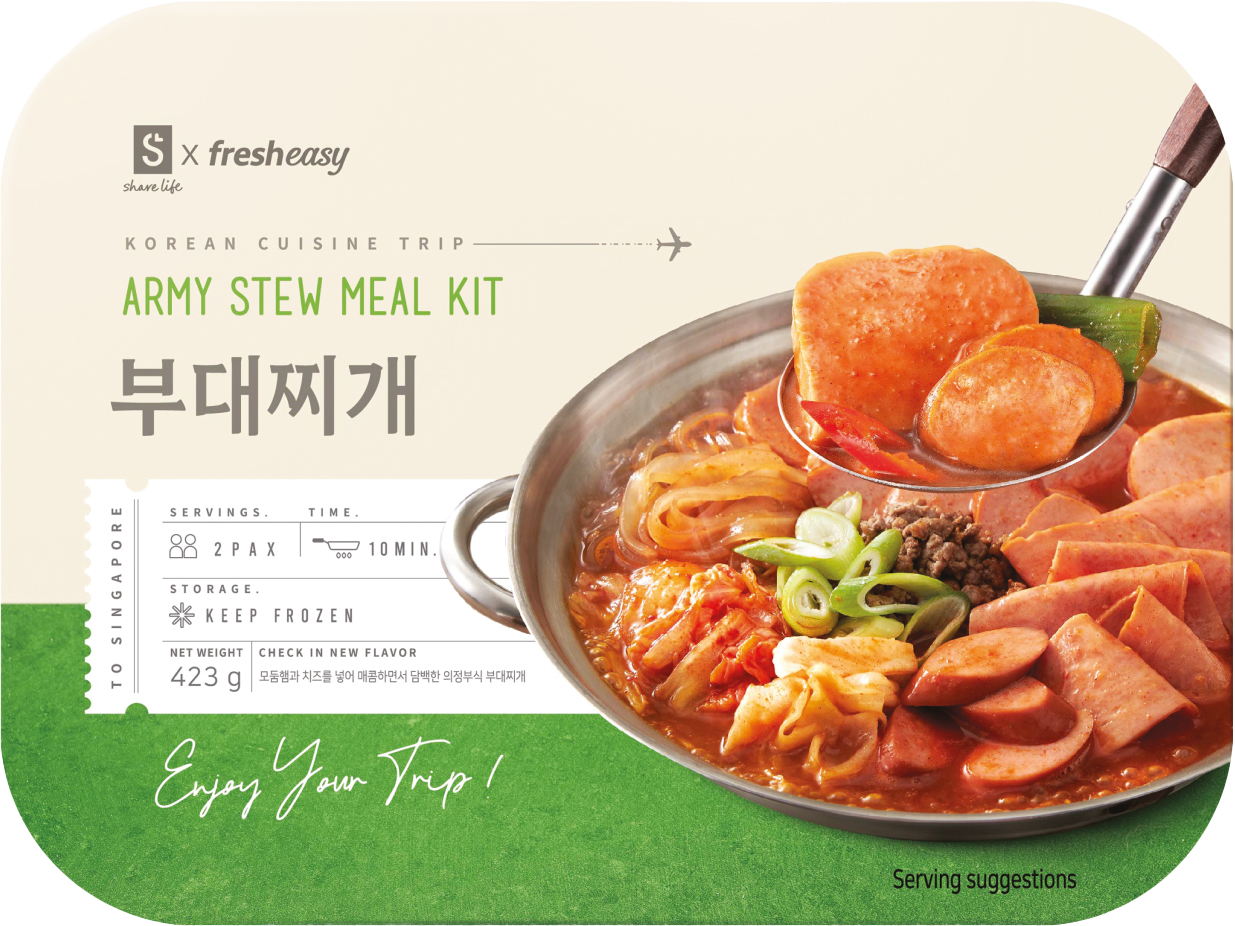 S X fresheasy
share life
KOREAN CUISINE TRIP
ARMY STEW MEAL KIT
부대찌개
TO SINGAPORE
SERVINGS. TIME.
2 PAX 10 MIN.
STORAGE.
KEEP FROZEN
NET WEIGHT CHECK IN NEW FLAVOR
423 g 모둠햄과 치즈를 넣어 매콤하면서 담백한 의정부식 부대찌개
Enjoy Your Trip !
Serving suggestions